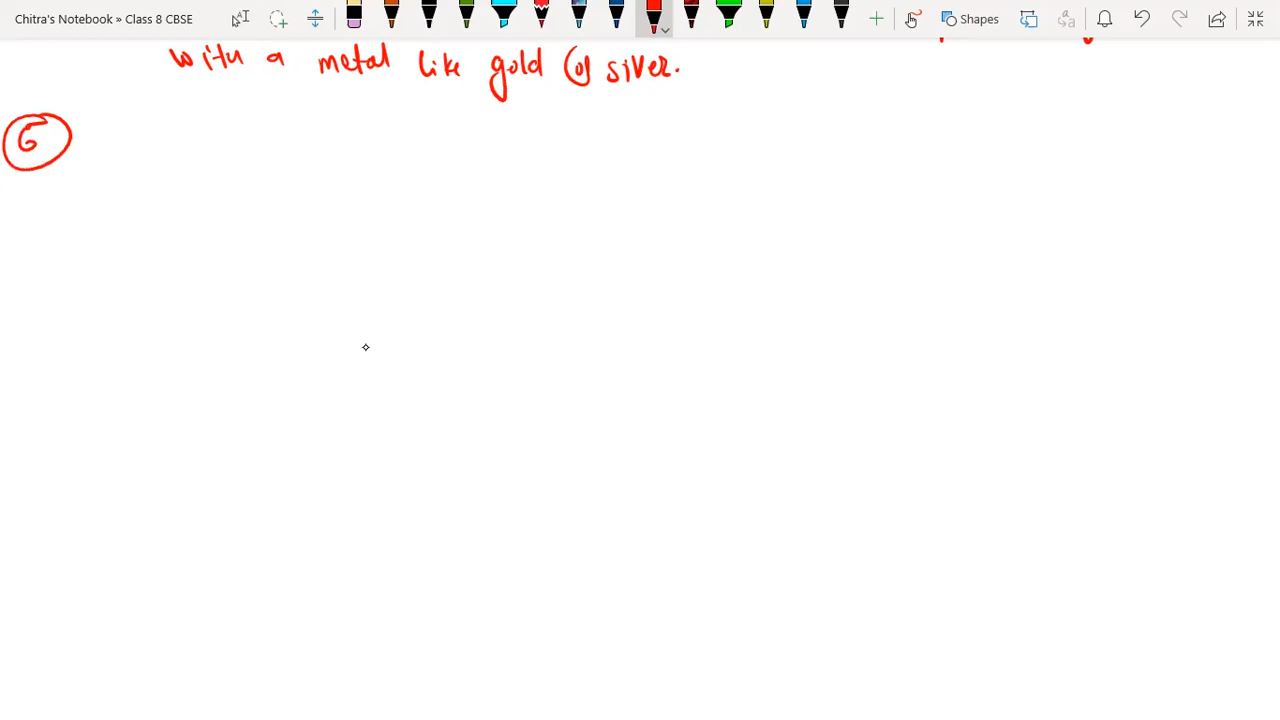 Chitra's Notebook » Class 8 CBSE
Shapes
with a metal like gold (or silver.
6